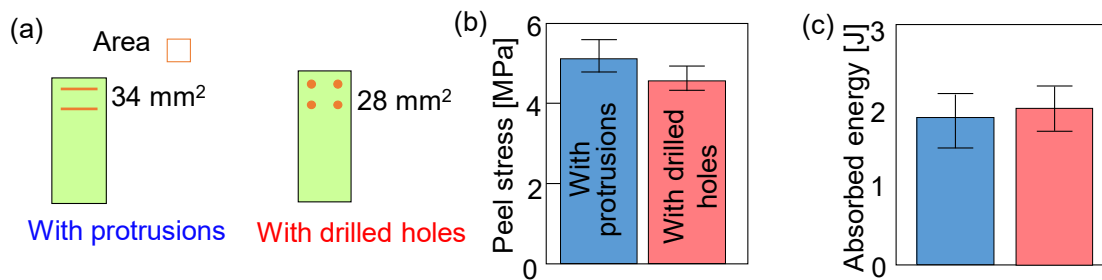 (a)
Area
34 mm²
28 mm²
With protrusions
With drilled holes
(b)
Peel stress [MPa]
6
4
2
0
With
protrusions
With drilled
holes
(c)
Absorbed energy [J]
3
2
1
0